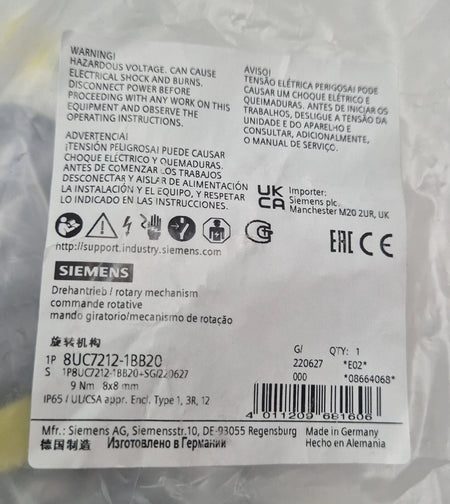 WARNING!
HAZARDOUS VOLTAGE. CAN CAUSE
ELECTRICAL SHOCK AND BURNS.
DISCONNECT POWER BEFORE
PROCEEDING WITH ANY WORK ON THIS
EQUIPMENT AND OBSERVE THE
OPERATING INSTRUCTIONS.
ADVERTENCIA!
¡TENSIÓN PELIGROSA! PUEDE CAUSAR
CHOQUE ELÉCTRICO Y QUEMADURAS.
ANTES DE COMENZAR LOS TRABAJOS
DESCONECTAR Y AISLAR DE ALIMENTACIÓN
LA INSTALACIÓN Y EL EQUIPO, Y RESPETAR
LO INDICADO EN LAS INSTRUCCIONES.
AVISO!
TENSÃO ELÉTRICA PERIGOSA! PODE
CAUSAR UM CHOQUE ELÉTRICO E
QUEIMADURAS. ANTES DE INICIAR OS
TRABALHOS, DESLIGUE A TENSÃO DA
UNIDADE E DO APARELHO E
CONSULTAR, ADICIONALMENTE,
O MANUAL DE SERVIÇO.
UK
CA
Importer:
Siemens plc,
Manchester M20 2UR, UK
EAC CE
http://support.industry.siemens.com
SIEMENS
Drehantrieb / rotary mechanism
commande rotative
mando giratorio/mecanismo de rotação
旋转机构
1P 8UC7212-1BB20
S 1P8UC7212-1BB20+SG/220627
9 Nm 8x8 mm
IP65 / UL/CSA appr. Encl. Type 1, 3R, 12
G/ QTY: 1
220627 *E02*
000 *08664068*
4 011209 681606
Mfr.: Siemens AG, Siemensstr.10, DE-93055 Regensburg
德国制造 Изготовлено в Германии
Made in Germany
Hecho en Alemania